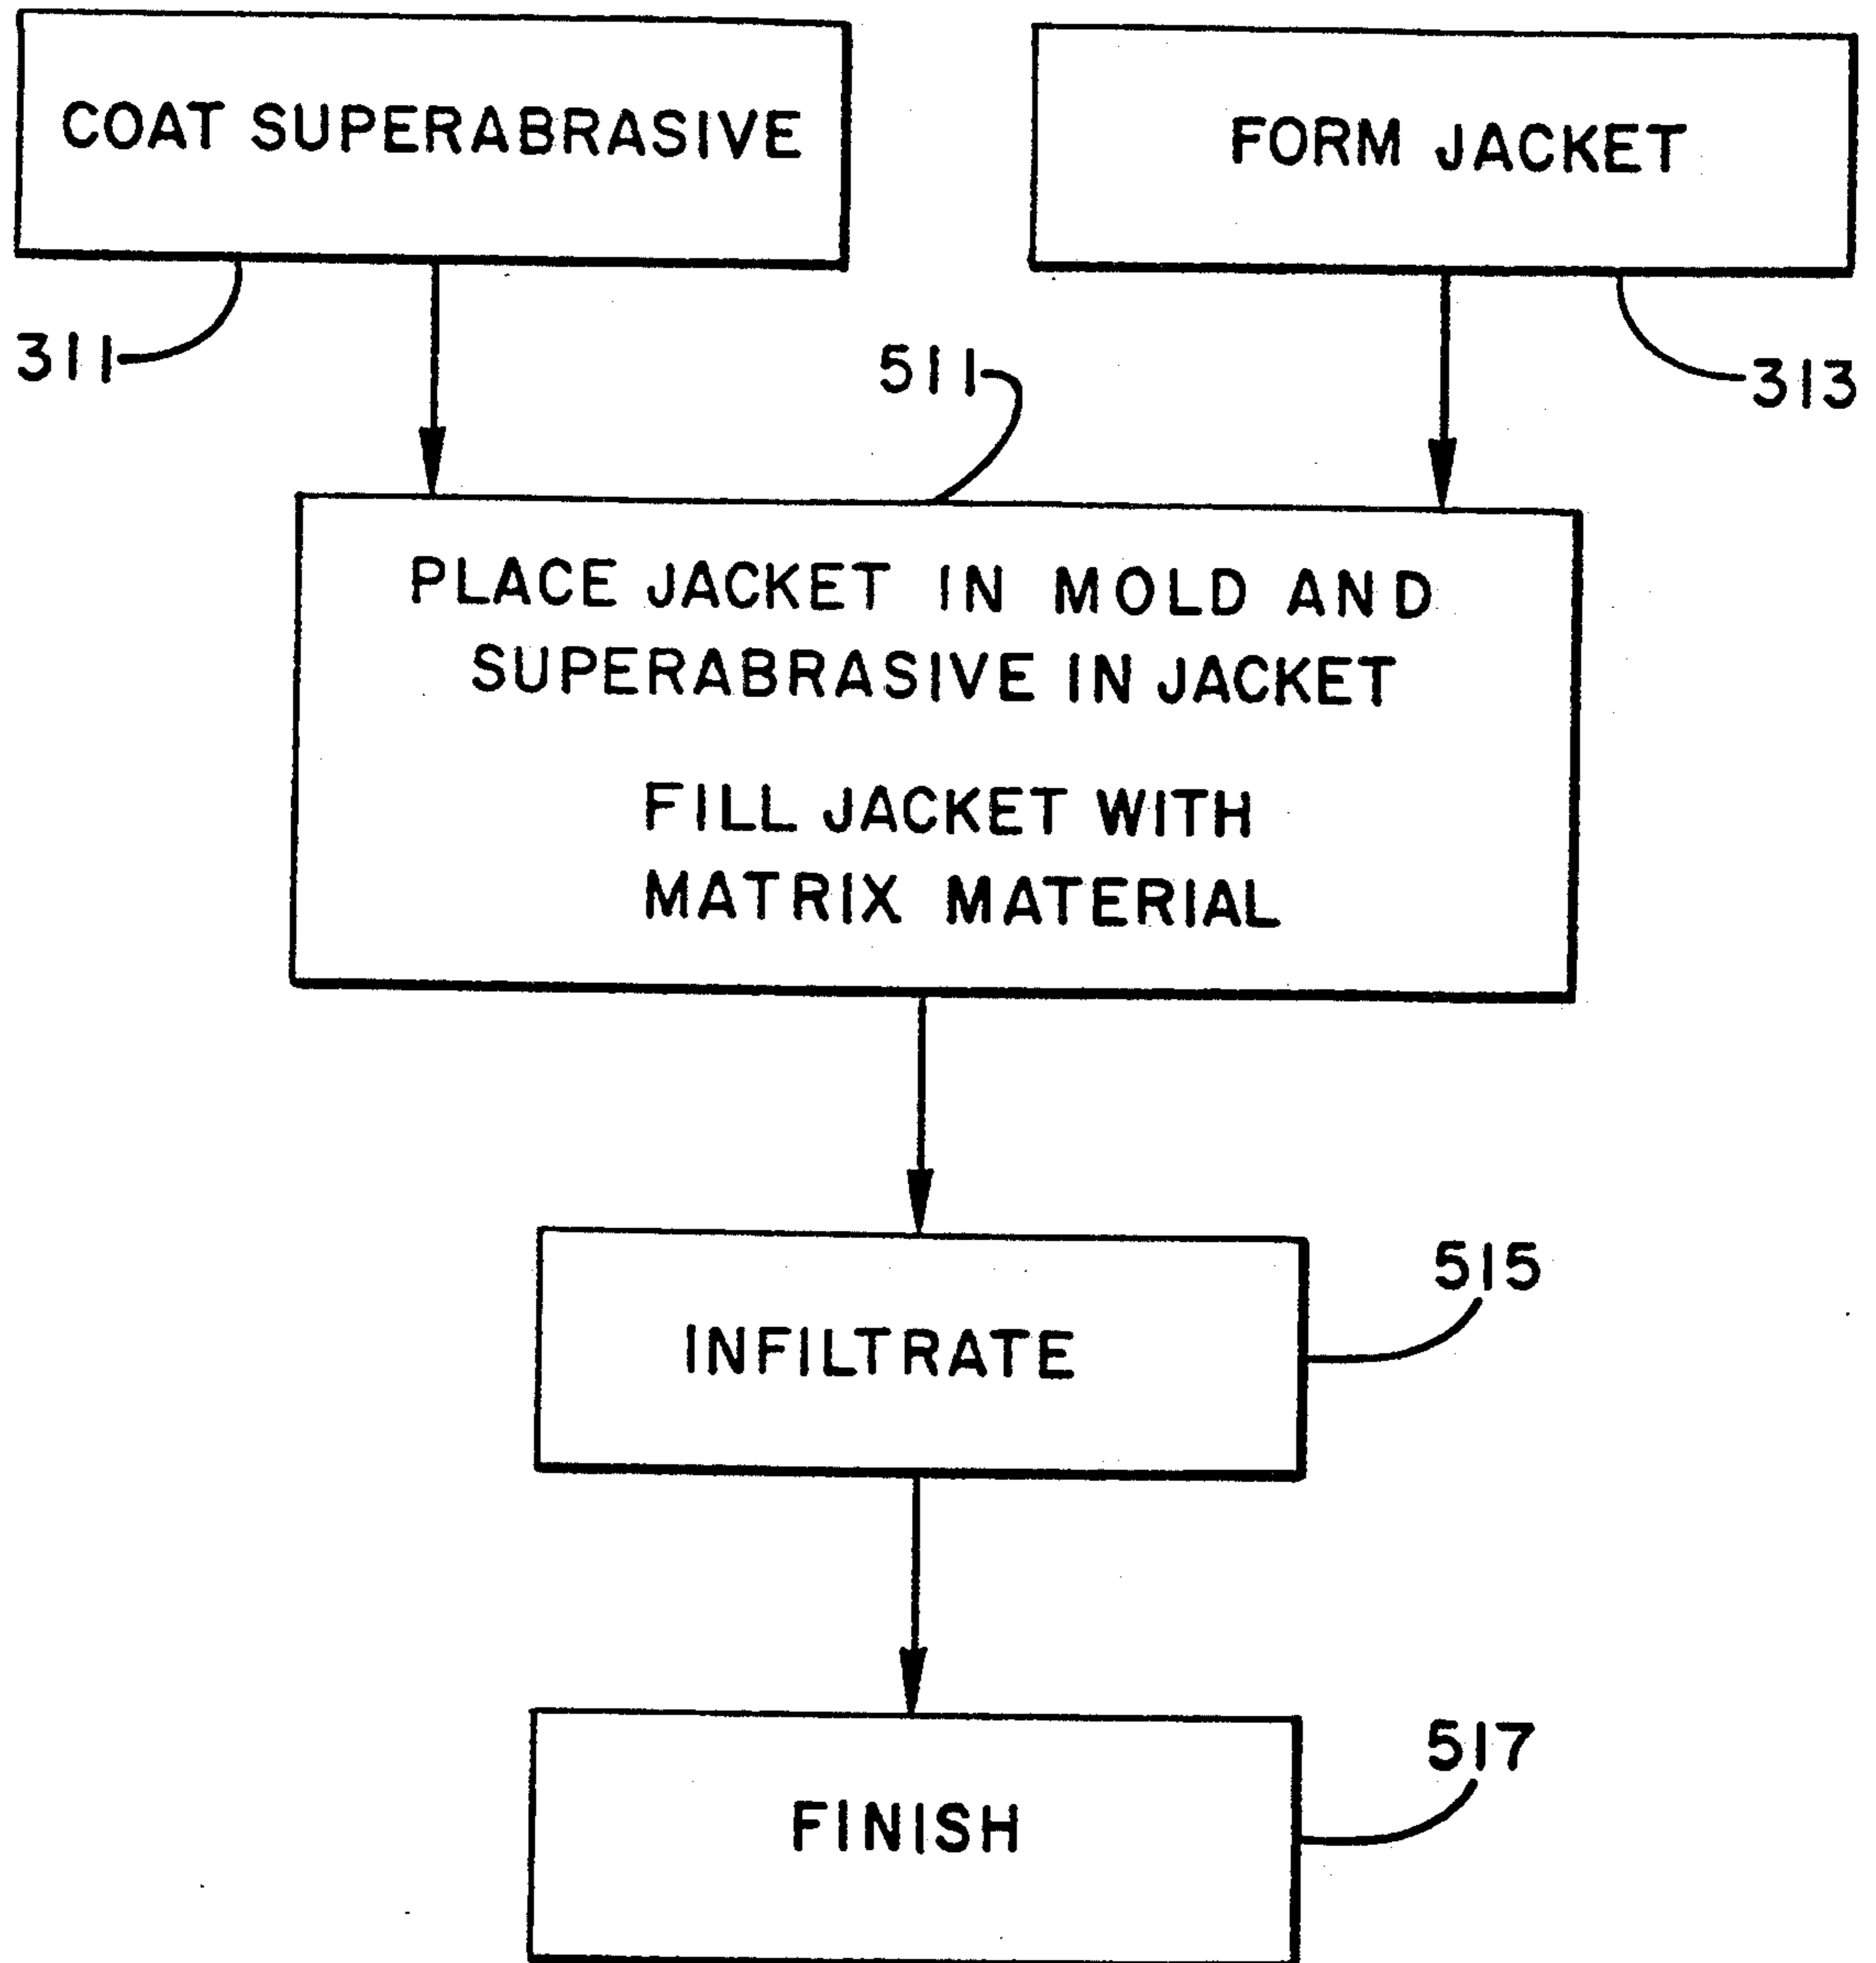 COAT SUPERABRASIVE
FORM JACKET
311
511
313
PLACE JACKET IN MOLD AND
SUPERABRASIVE IN JACKET
FILL JACKET WITH
MATRIX MATERIAL
515
INFILTRATE
517
FINISH